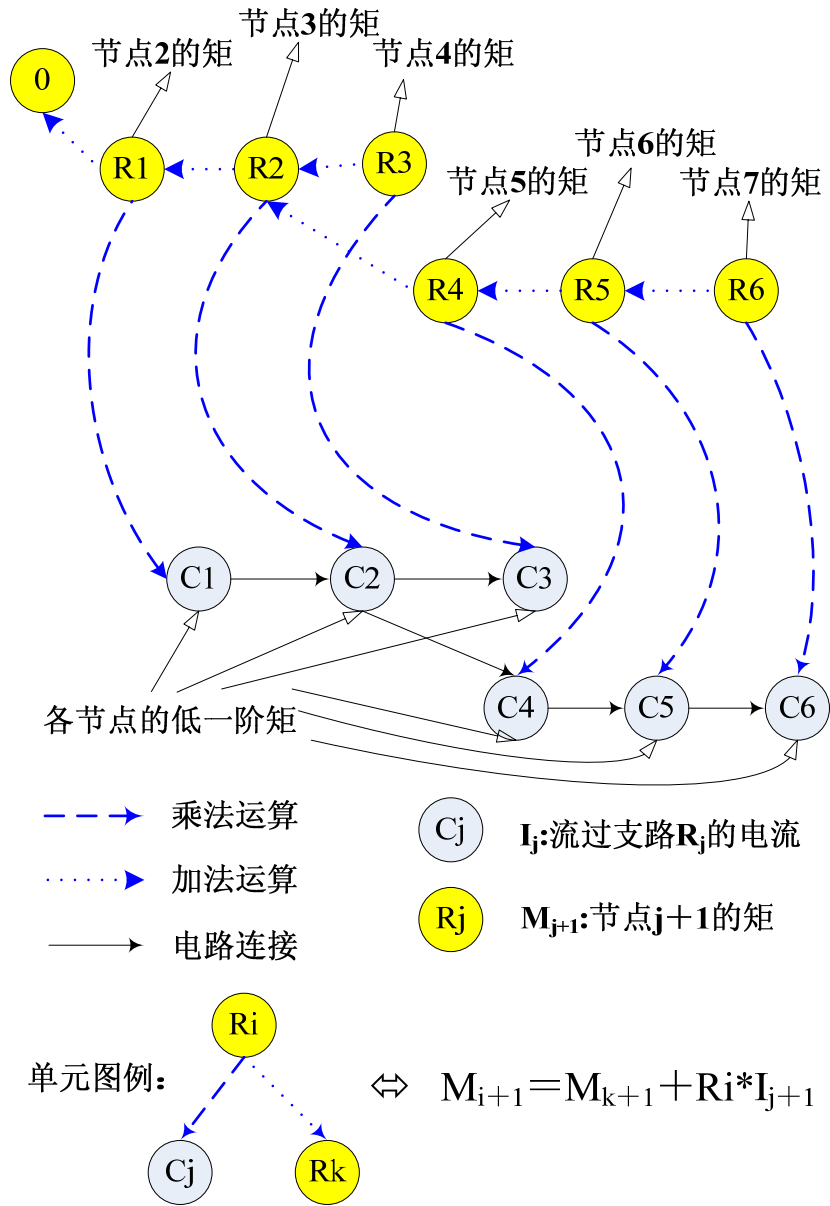 节点2的矩
节点3的矩
节点4的矩
0
R1
R2
R3
节点5的矩
节点6的矩
节点7的矩
R4
R5
R6
C1
C2
C3
C4
C5
C6
各节点的低一阶矩
乘法运算
Cj
Ij:流过支路Rj的电流
加法运算
Rj
Mj+1:节点j+1的矩
电路连接
单元图例:
Ri
Cj
Rk
⇔ Mi+1=Mk+1+Ri*Ij+1